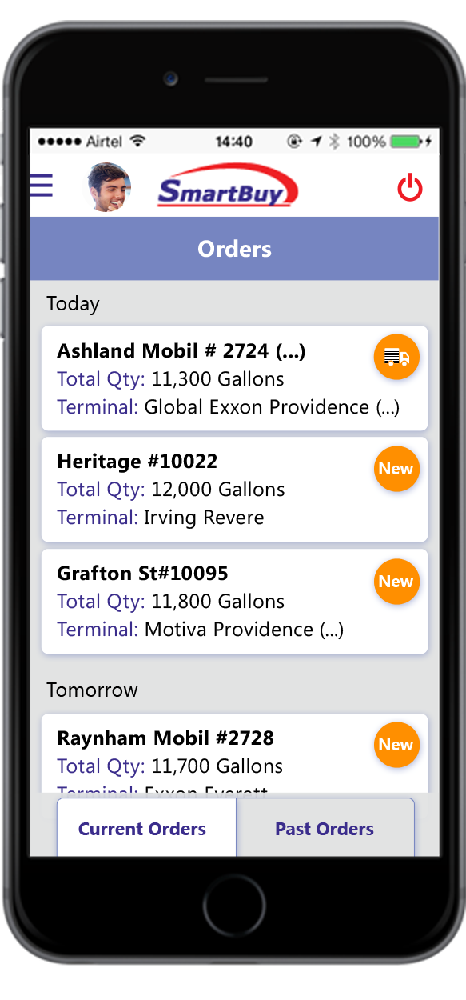 Airtel 14:40 100%
SmartBuy
Orders
Today
Ashland Mobil # 2724 (...)
Total Qty: 11,300 Gallons
Terminal: Global Exxon Providence (...)
Heritage #10022
New
Total Qty: 12,000 Gallons
Terminal: Irving Revere
Grafton St#10095
New
Total Qty: 11,800 Gallons
Terminal: Motiva Providence (...)
Tomorrow
Raynham Mobil #2728
New
Total Qty: 11,700 Gallons
Terminal: Exxon Everett
Current Orders Past Orders